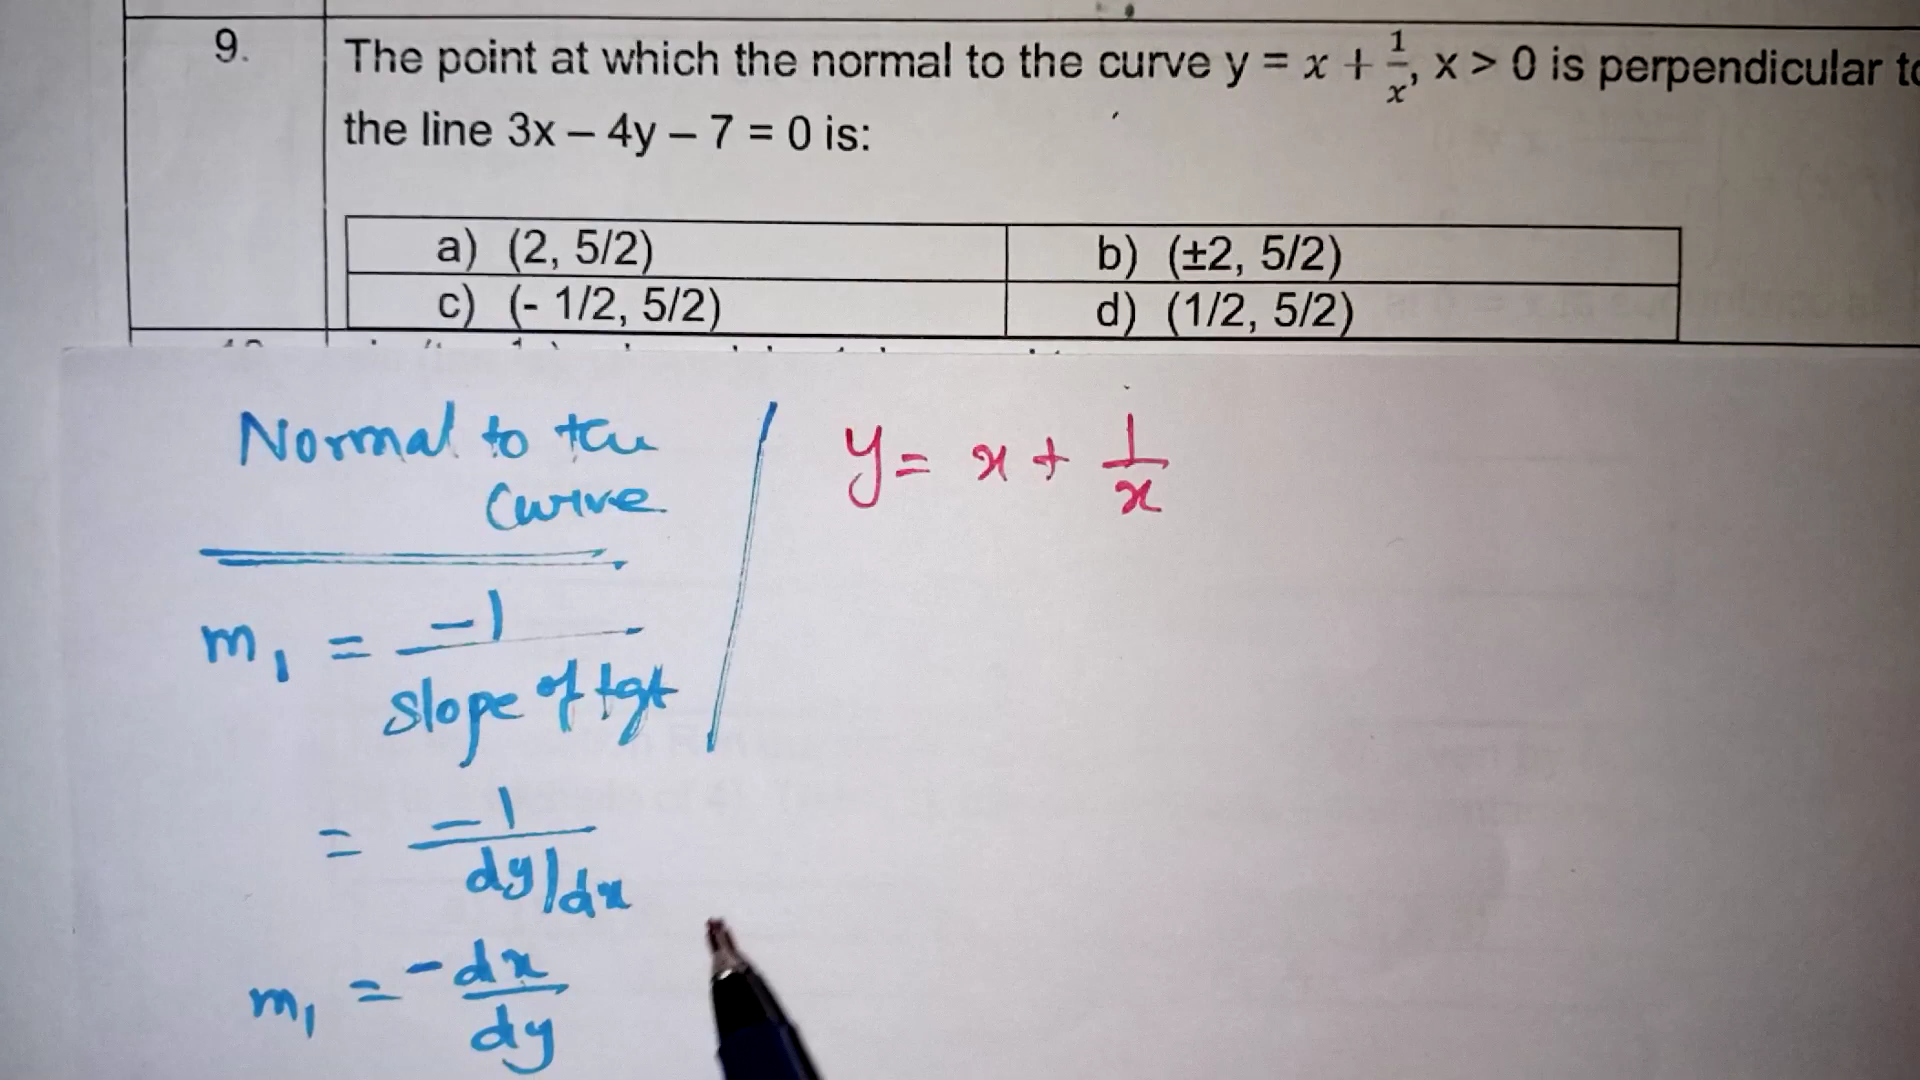 9.
The point at which the normal to the curve y = x + 1/x, x > 0 is perpendicular
the line 3x – 4y – 7 = 0 is:
a) (2, 5/2)
b) (±2, 5/2)
c) (- 1/2, 5/2)
d) (1/2, 5/2)
Normal to the
Curve
m₁ = -1/slope of tgt
= -1/dy/dx
m₁ = -dx/dy
y = x + 1/x